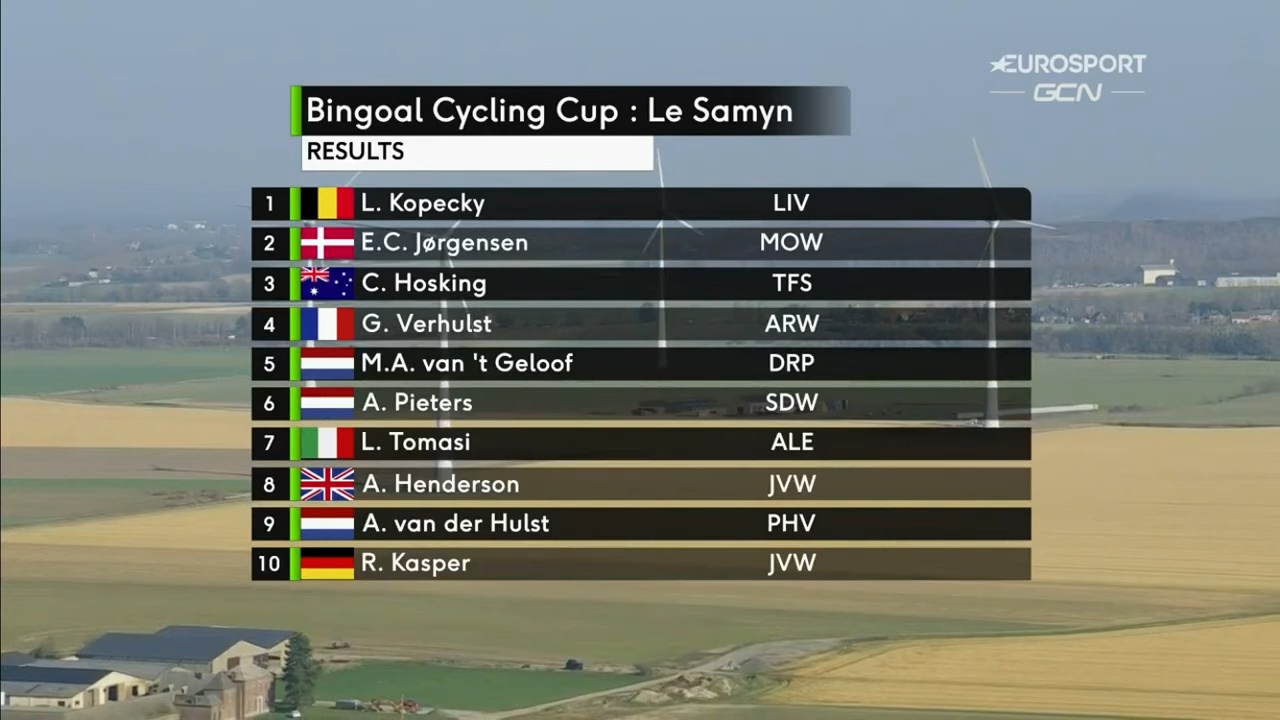 EUROSPORT
GCN
Bingoal Cycling Cup : Le Samyn
RESULTS
1 L. Kopecky LIV
2 E.C. Jørgensen MOW
3 C. Hosking TFS
4 G. Verhulst ARW
5 M.A. van 't Geloof DRP
6 A. Pieters SDW
7 L. Tomasi ALE
8 A. Henderson JVW
9 A. van der Hulst PHV
10 R. Kasper JVW